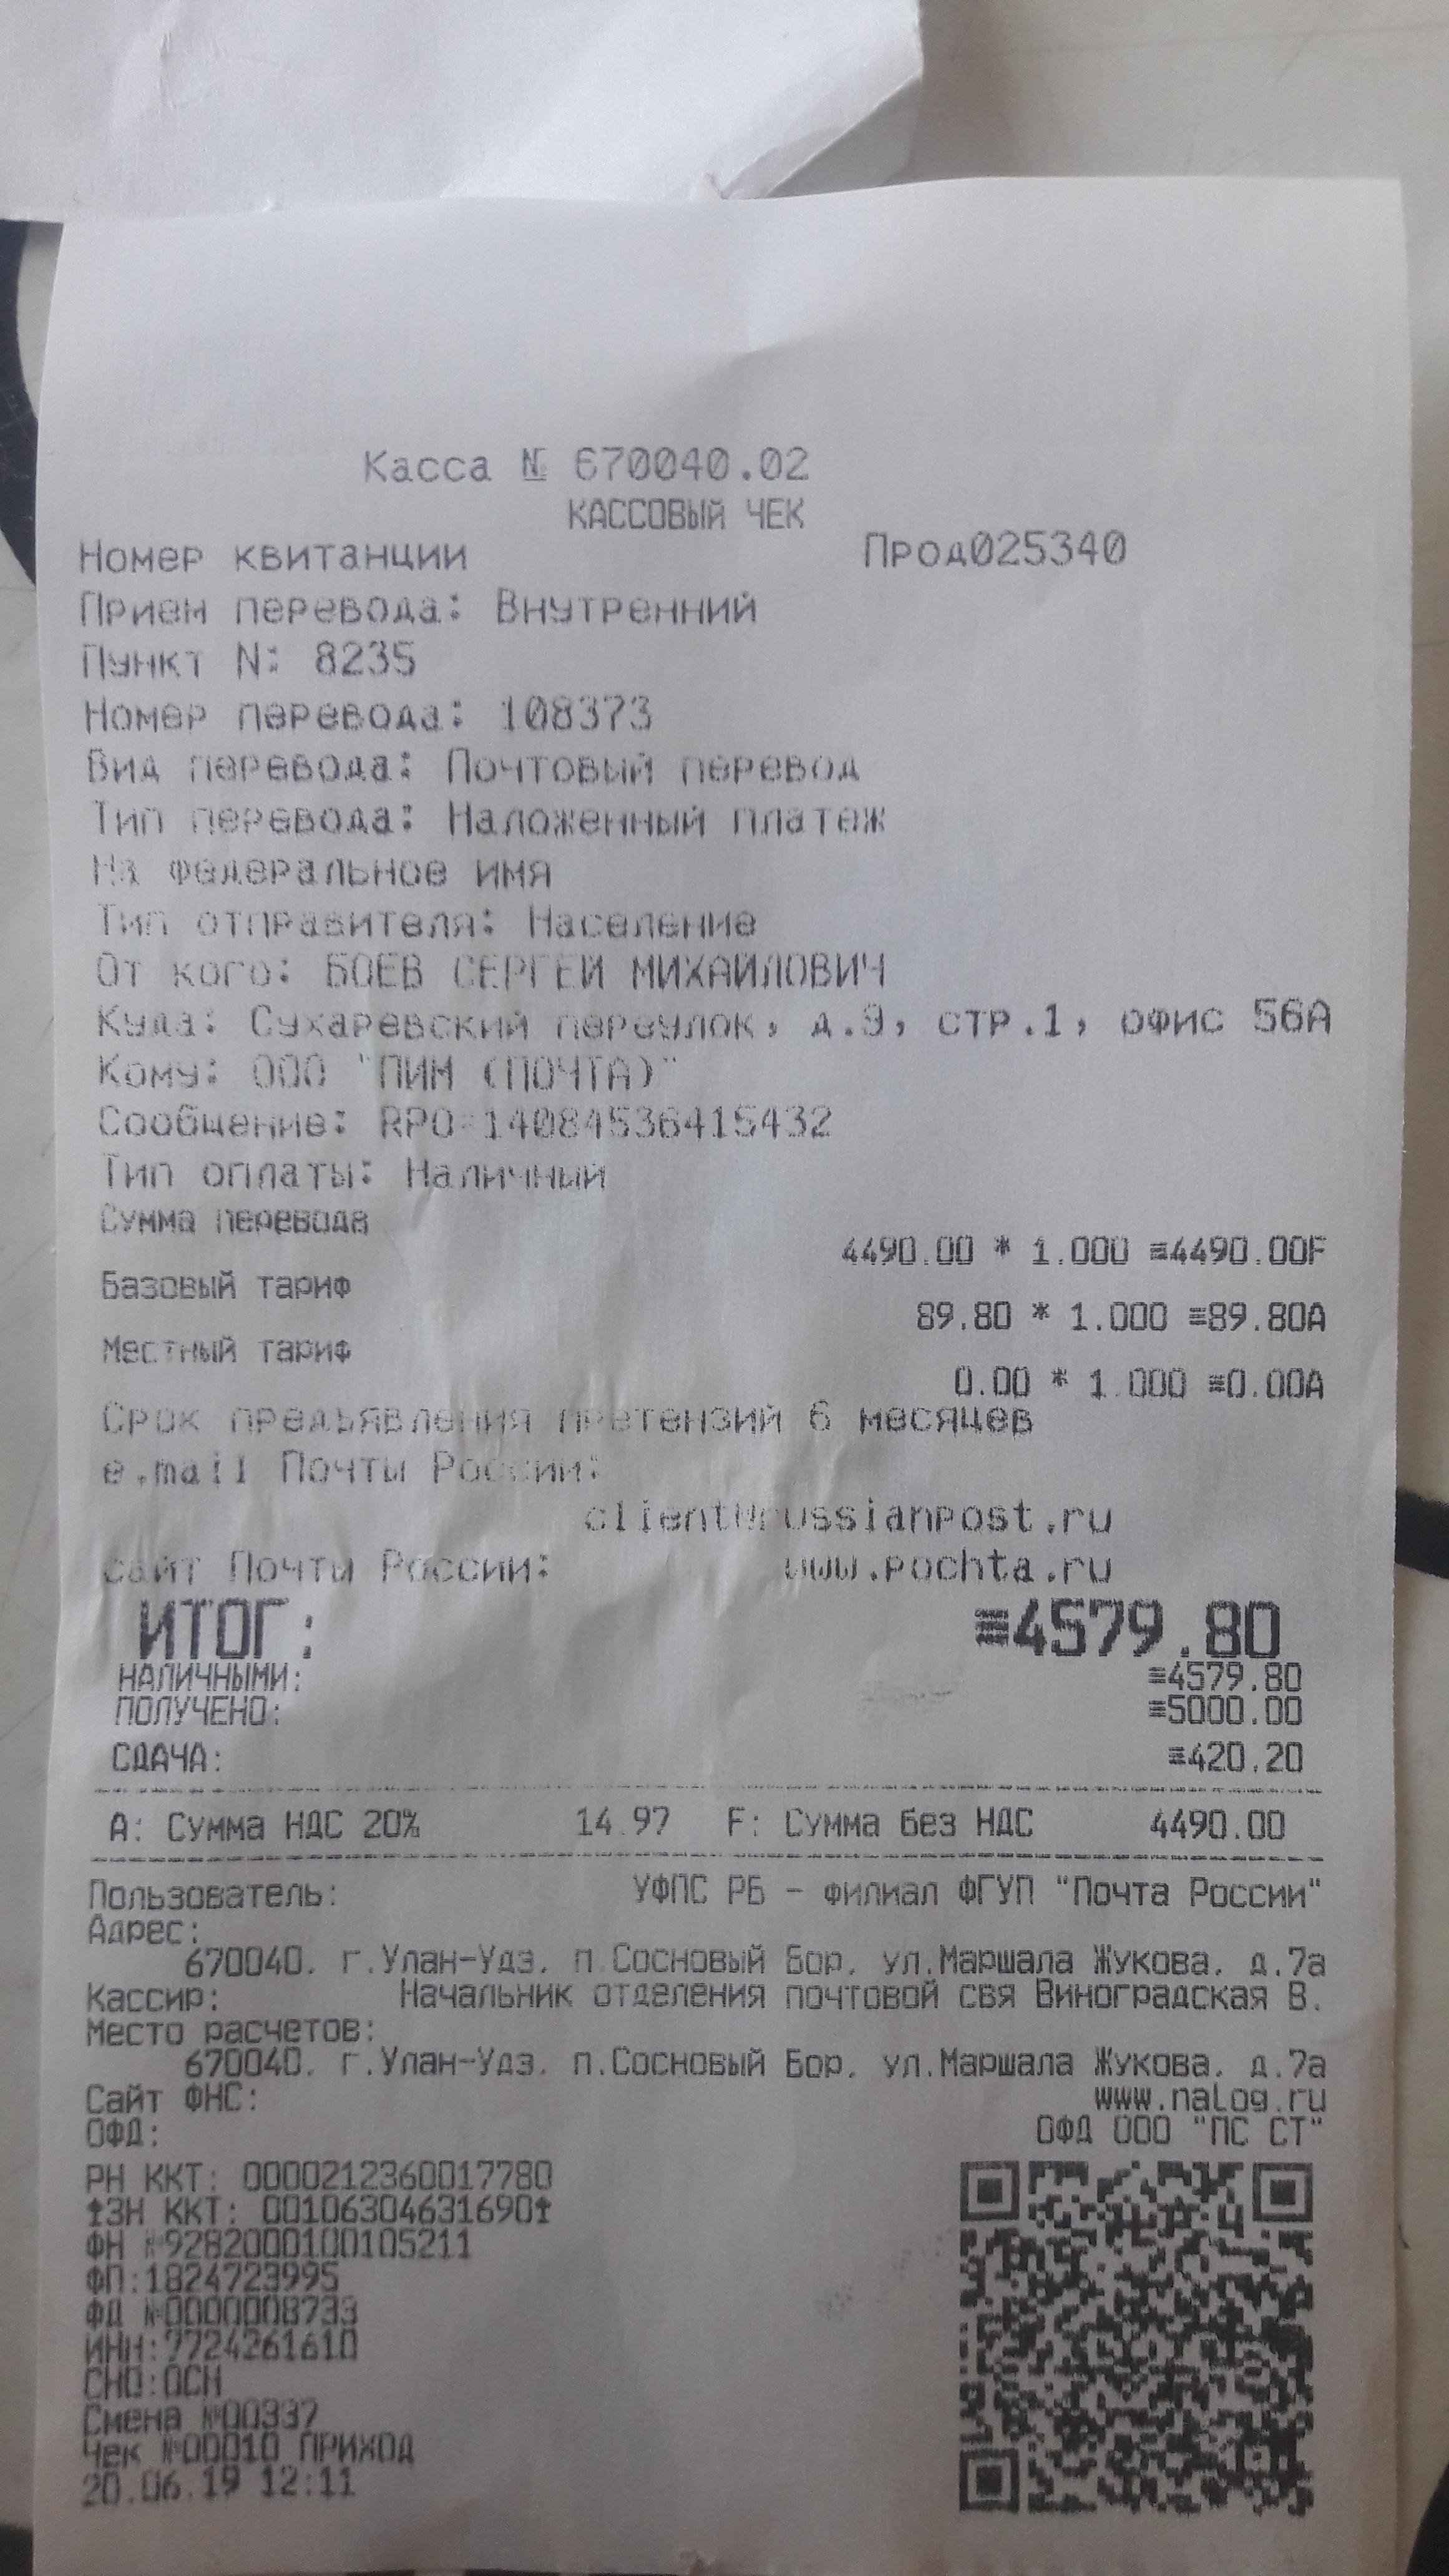 Касса № 670040.02
КАССОВЫЙ ЧЕК
Номер квитанции Прод025340
Прием перевода: Внутренний
Пункт N: 8235
Номер перевода: 108373
Вид перевода: Почтовый перевод
Тип перевода: Наложенный платеж
На федеральное имя
Тип отправителя: Население
От кого: БОЕВ СЕРГЕЙ МИХАЙЛОВИЧ
Куда: Сухаревский переулок, д.9, стр.1, офис 56А
Кому: ООО "ПИМ (ПОЧТА)"
Сообщение: RPO=14084536415432
Тип оплаты: Наличный
Сумма перевода
4490.00 * 1.000 ≡4490.00F
Базовый тариф
89.80 * 1.000 ≡89.80А
Местный тариф
0.00 * 1.000 ≡0.00А
Срок предъявления претензий 6 месяцев
e.mail Почты России:
client@russianpost.ru
сайт Почты России: www.pochta.ru
ИТОГ: ≡4579.80
НАЛИЧНЫМИ: ≡4579.80
ПОЛУЧЕНО: ≡5000.00
СДАЧА: ≡420.20
А: Сумма НДС 20% 14.97 F: Сумма без НДС 4490.00
Пользователь: УФПС РБ - филиал ФГУП "Почта России"
Адрес:
670040, г.Улан-Удэ, п.Сосновый Бор, ул.Маршала Жукова, д.7а
Кассир: Начальник отделения почтовой свя Виноградская В.
Место расчетов:
670040, г.Улан-Удэ, п.Сосновый Бор, ул.Маршала Жукова, д.7а
Сайт ФНС: www.nalog.ru
ОФД: ОФД ООО "ПС СТ"
РН ККТ: 0000212360017780
↑ЗН ККТ: 00106304631690↑
ФН №9282000100105211
ФП:1824723995
ФД №0000008733
ИНН:7724261610
СНО:ОСН
Смена №00337
Чек №00010 ПРИХОД
20.06.19 12:11